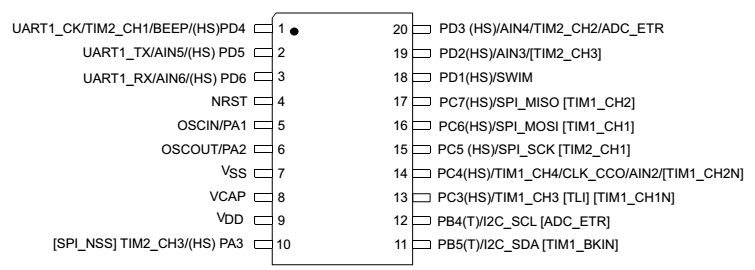 UART1_CK/TIM2_CH1/BEEP/(HS)PD4 1 20 PD3 (HS)/AIN4/TIM2_CH2/ADC_ETR
UART1_TX/AIN5/(HS) PD5 2 19 PD2(HS)/AIN3/[TIM2_CH3]
UART1_RX/AIN6/(HS) PD6 3 18 PD1(HS)/SWIM
NRST 4 17 PC7(HS)/SPI_MISO [TIM1_CH2]
OSCIN/PA1 5 16 PC6(HS)/SPI_MOSI [TIM1_CH1]
OSCOUT/PA2 6 15 PC5 (HS)/SPI_SCK [TIM2_CH1]
VSS 7 14 PC4(HS)/TIM1_CH4/CLK_CCO/AIN2/[TIM1_CH2N]
VCAP 8 13 PC3(HS)/TIM1_CH3 [TLI] [TIM1_CH1N]
VDD 9 12 PB4(T)/I2C_SCL [ADC_ETR]
[SPI_NSS] TIM2_CH3/(HS) PA3 10 11 PB5(T)/I2C_SDA [TIM1_BKIN]